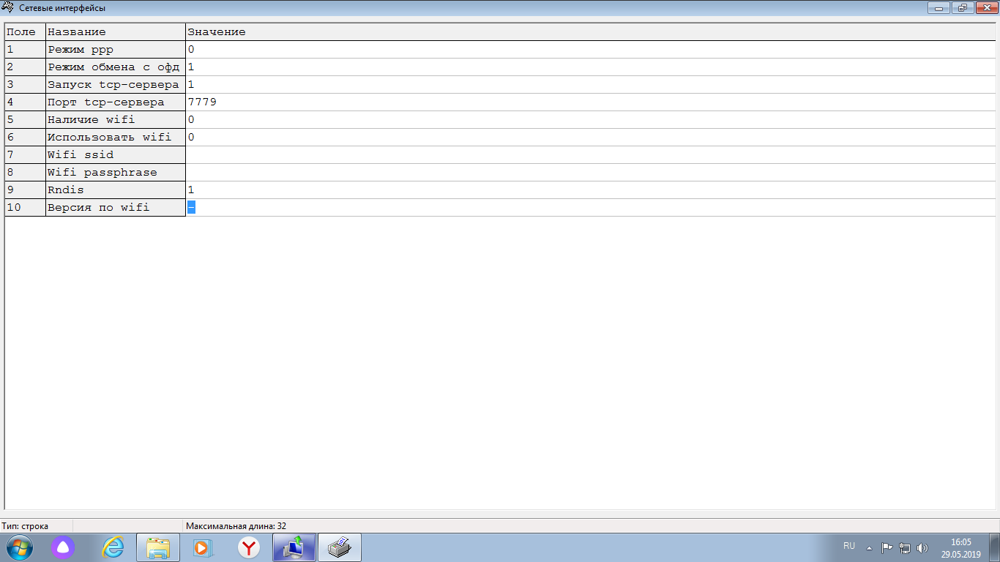 Сетевые интерфейсы
Поле Название Значение
1 Режим ppp 0
2 Режим обмена с офд 1
3 Запуск tcp-сервера 1
4 Порт tcp-сервера 7779
5 Наличие wifi 0
6 Использовать wifi 0
7 Wifi ssid
8 Wifi passphrase
9 Rndis 1
10 Версия по wifi –
Тип: строка Максимальная длина: 32
RU 16:05
29.05.2019